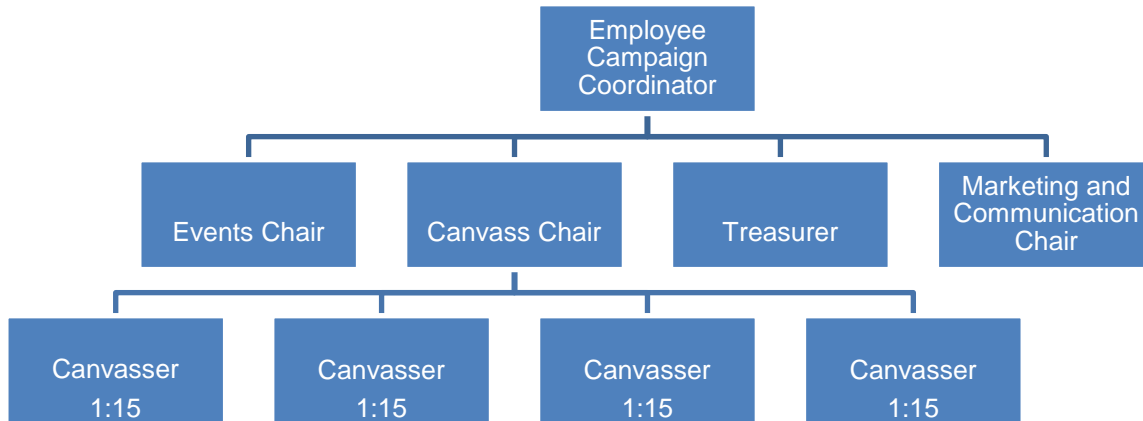 Employee
Campaign
Coordinator
Events Chair
Canvass Chair
Treasurer
Marketing and
Communication
Chair
Canvasser
1:15
Canvasser
1:15
Canvasser
1:15
Canvasser
1:15